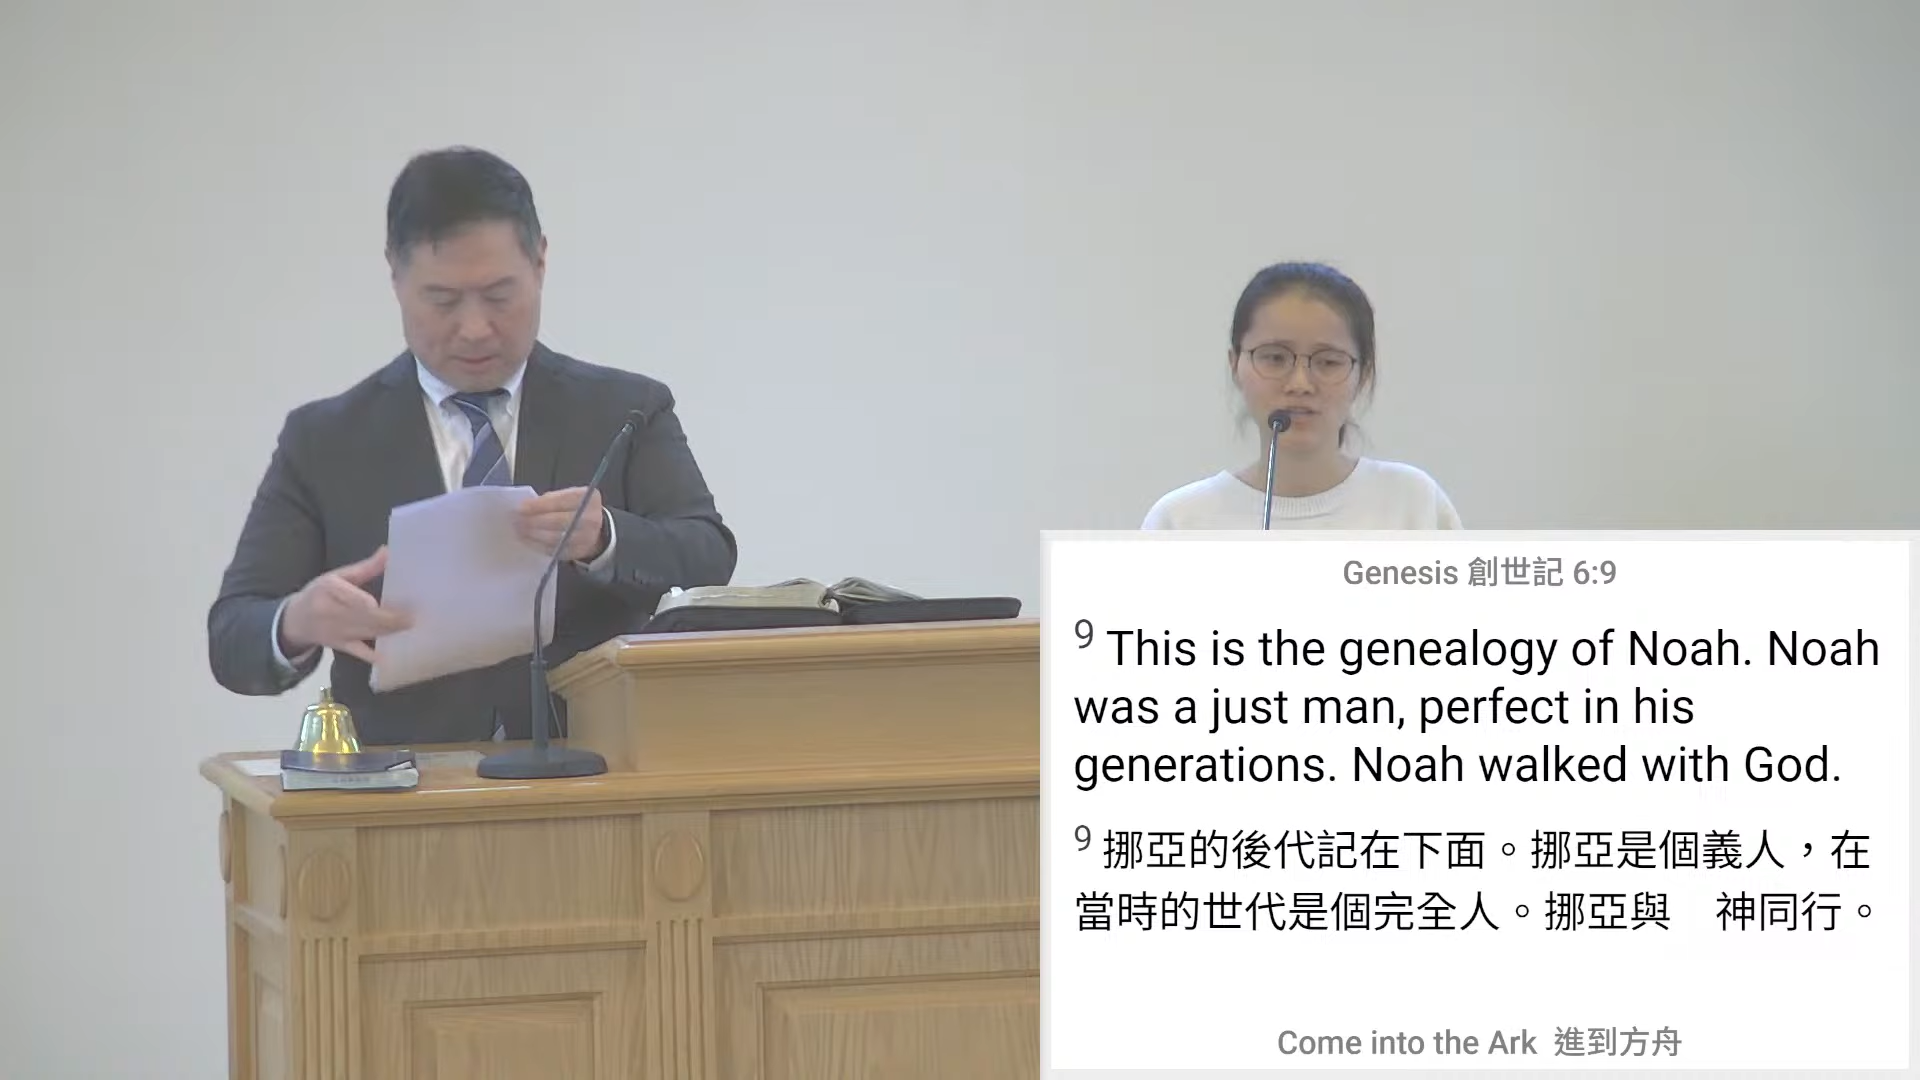 Genesis 創世記 6:9
9 This is the genealogy of Noah. Noah
was a just man, perfect in his
generations. Noah walked with God.
9 挪亞的後代記在下面。挪亞是個義人，在
當時的世代是個完全人。挪亞與　神同行。
Come into the Ark 進到方舟